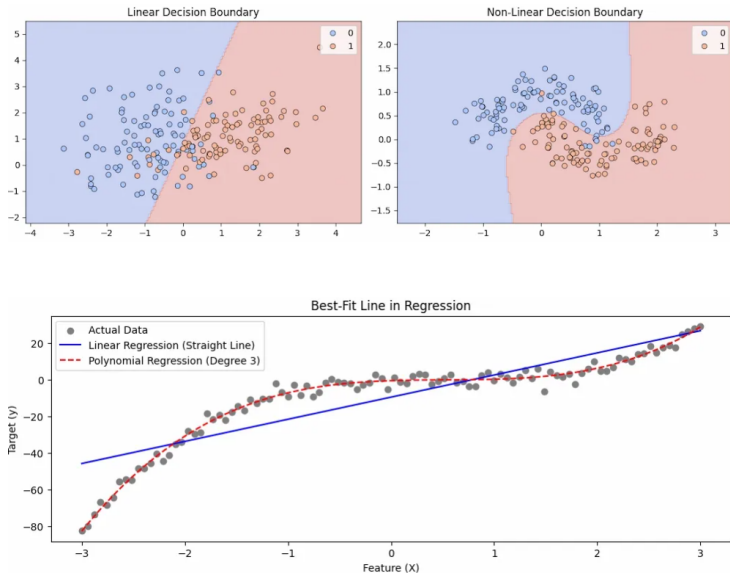 Linear Decision Boundary
5
4
3
2
1
0
−1
−2
−4 −3 −2 −1 0 1 2 3 4
0
1
Non-Linear Decision Boundary
2.0
1.5
1.0
0.5
0.0
−0.5
−1.0
−1.5
−2 −1 0 1 2 3
0
1
Best-Fit Line in Regression
Actual Data
Linear Regression (Straight Line)
Polynomial Regression (Degree 3)
Target (y)
20
0
−20
−40
−60
−80
−3 −2 −1 0 1 2 3
Feature (X)